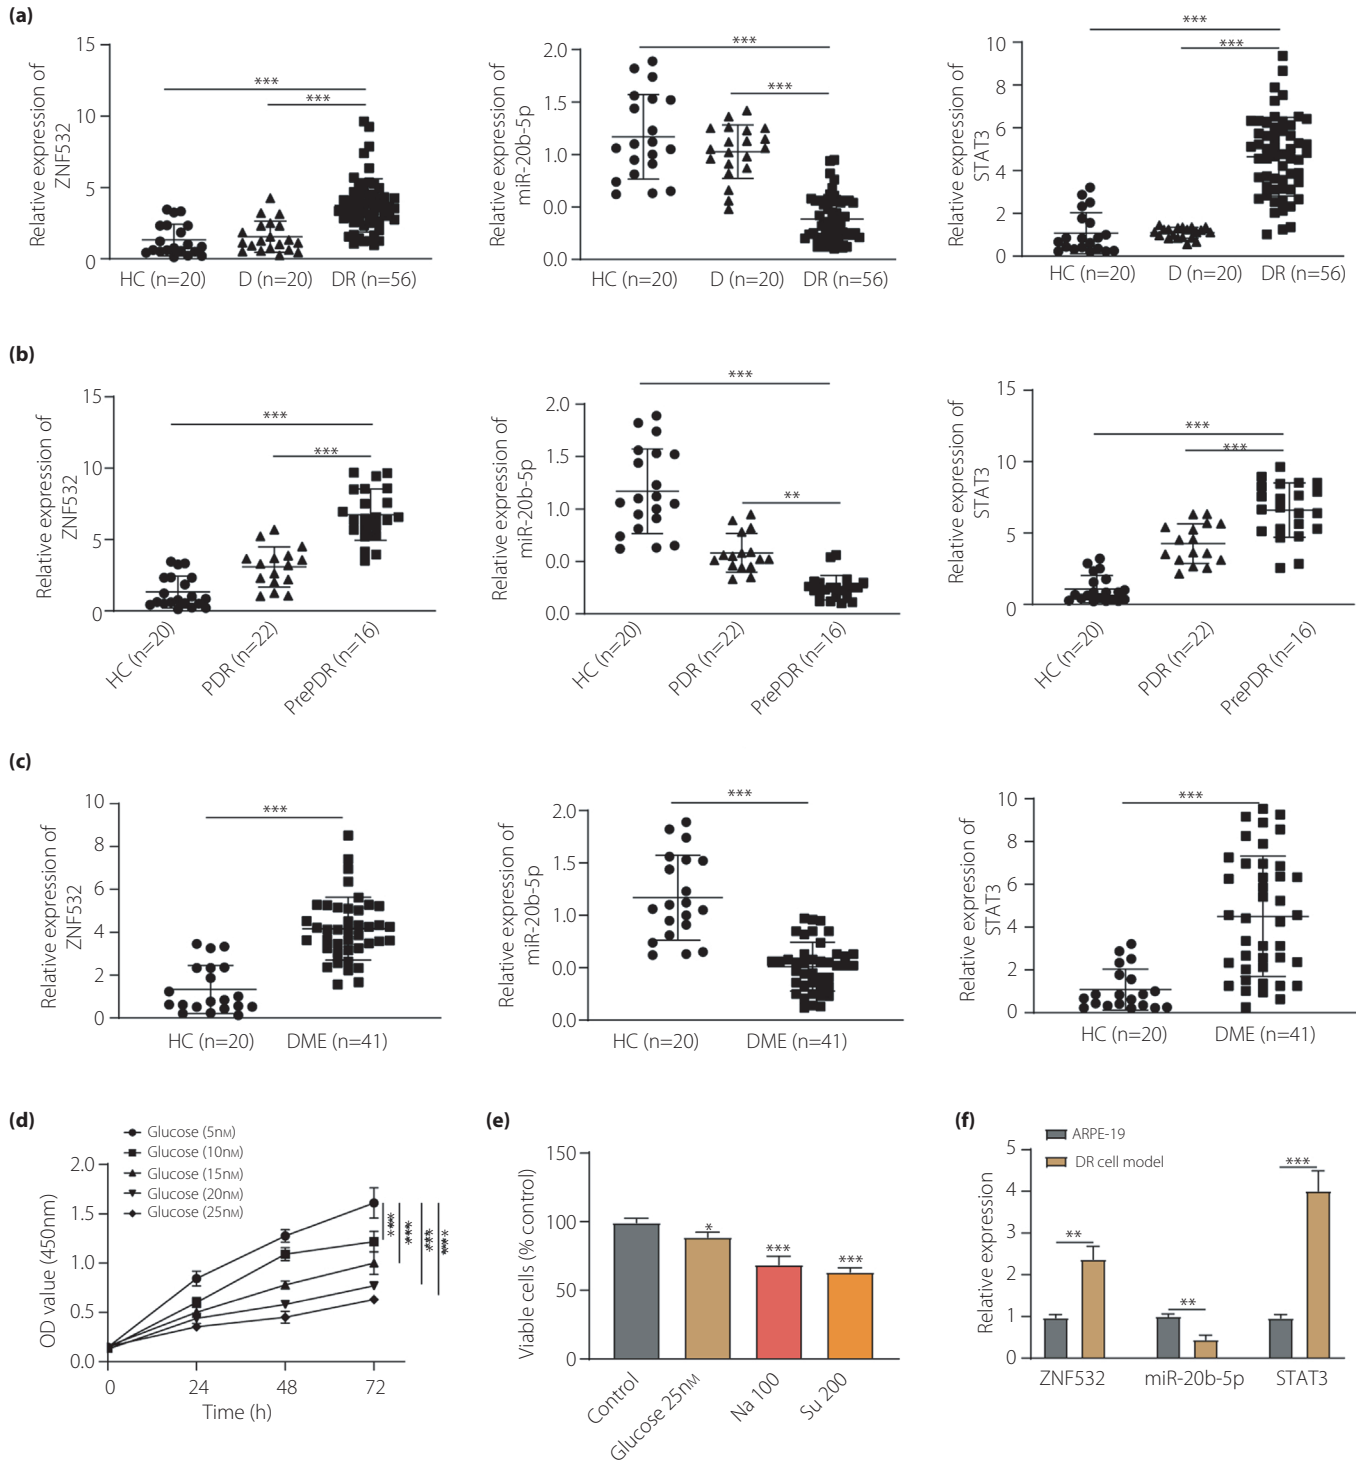 (a)
Relative expression of
ZNF532
15
10
5
0
***
***
HC (n=20)
D (n=20)
DR (n=56)
Relative expression of
miR-20b-5p
2.0
1.5
1.0
0.0
0.0
***
***
HC (n=20)
D (n=20)
DR (n=56)
Relative expression of
STAT3
10
8
6
4
2
0
***
***
HC (n=20)
D (n=20)
DR (n=56)
(b)
Relative expression of
ZNF532
15
10
5
0
***
***
HC (n=20)
PDR (n=22)
PrePDR (n=16)
Relative expression of
miR-20b-5p
2.0
1.5
1.0
0.0
0.0
***
**
HC (n=20)
PDR (n=22)
PrePDR (n=16)
Relative expression of
STAT3
15
10
5
0
***
***
HC (n=20)
PDR (n=22)
PrePDR (n=16)
(c)
Relative expression of
ZNF532
10
8
6
4
2
0
***
HC (n=20)
DME (n=41)
Relative expression of
miR-20b-5p
2.0
1.5
1.0
0.0
0.0
***
HC (n=20)
DME (n=41)
Relative expression of
STAT3
10
8
6
4
2
0
***
HC (n=20)
DME (n=41)
(d)
Glucose (5nM)
Glucose (10nM)
Glucose (15nM)
Glucose (20nM)
Glucose (25nM)
OD value (450nm)
2.0
1.5
1.0
0.5
0.0
***
***
***
***
0
24
48
72
Time (h)
(e)
Viable cells (% control)
150
100
50
0
*
***
***
Control
Glucose 25nM
Na 100
Su 200
(f)
ARPE-19
DR cell model
Relative expression
5
4
3
2
1
0
**
**
***
ZNF532
miR-20b-5p
STAT3